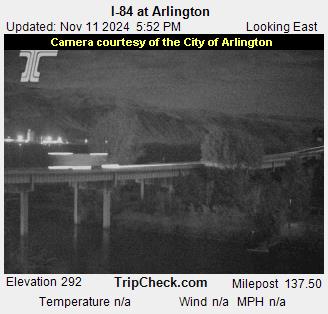 I-84 at Arlington
Updated: Nov 11 2024 5:52 PM Looking East
Camera courtesy of the City of Arlington
Elevation 292 TripCheck.com Milepost 137.50
Temperature n/a Wind n/a MPH n/a